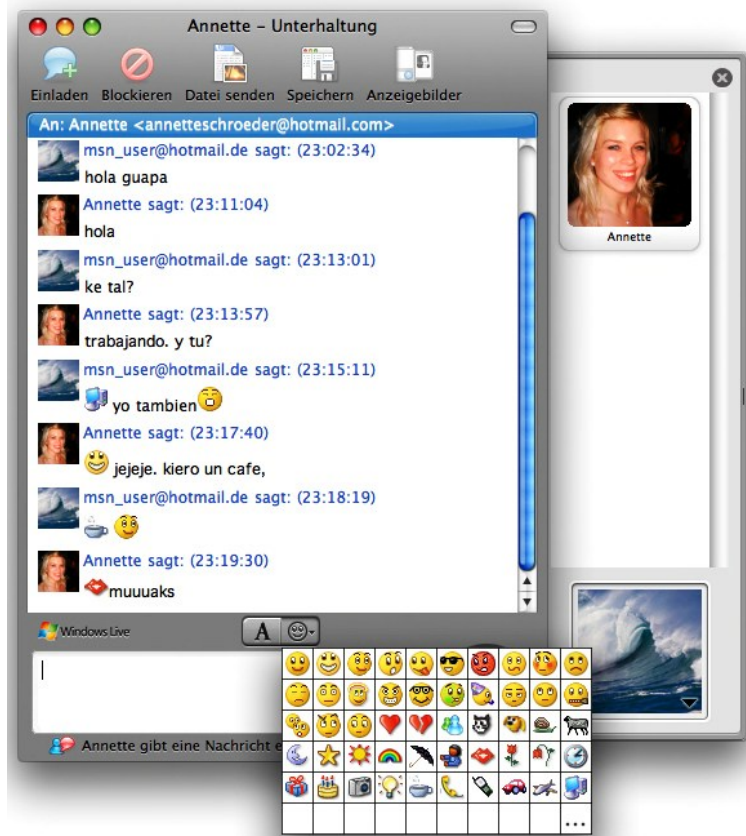 Annette – Unterhaltung
Einladen Blockieren Datei senden Speichern Anzeigebilder
An: Annette <annetteschroeder@hotmail.com>
msn_user@hotmail.de sagt: (23:02:34)
hola guapa
Annette sagt: (23:11:04)
hola
msn_user@hotmail.de sagt: (23:13:01)
ke tal?
Annette sagt: (23:13:57)
trabajando. y tu?
msn_user@hotmail.de sagt: (23:15:11)
yo tambien
Annette sagt: (23:17:40)
jejeje. kiero un cafe,
msn_user@hotmail.de sagt: (23:18:19)
Annette sagt: (23:19:30)
muuuaks
Annette
Windows Live
A
Annette gibt eine Nachricht e
...